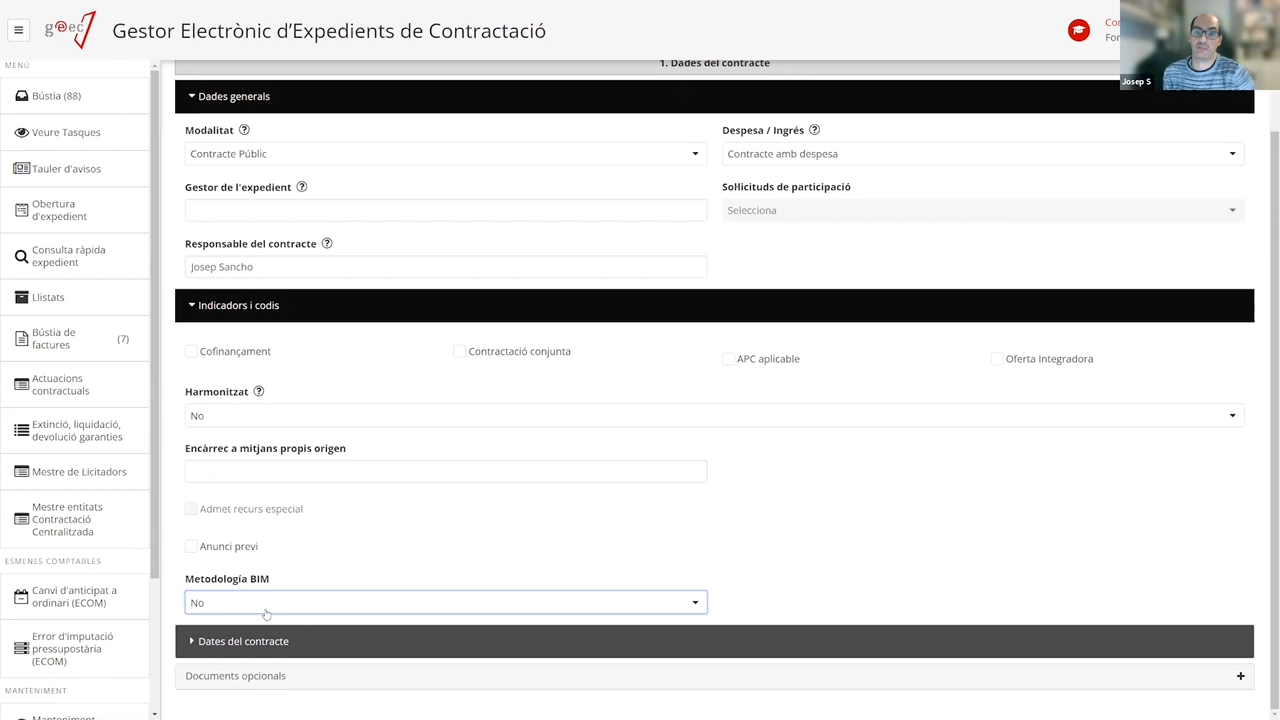 geec
Gestor Electrònic d'Expedients de Contractació
Josep S
MENÚ
Bústia (88)
Veure Tasques
Tauler d'avisos
Obertura
d'expedient
Consulta ràpida
expedient
Llistats
Bústia de
factures
(7)
Actuacions
contractuals
Extinció, liquidació,
devolució garanties
Mestre de Licitadors
Mestre entitats
Contractació
Centralitzada
ESMENES COMPTABLES
Canvi d'anticipat a
ordinari (ECOM)
Error d'imputació
pressupostària
(ECOM)
MANTENIMENT
Manteniment
1. Dades del contracte
Dades generals
Modalitat
Despesa / Ingrés
Contracte Públic
Contracte amb despesa
Gestor de l'expedient
Sol·licituds de participació
Selecciona
Responsable del contracte
Josep Sancho
Indicadors i codis
Cofinançament
Contractació conjunta
APC aplicable
Oferta Integradora
Harmonitzat
No
Encàrrec a mitjans propis origen
Admet recurs especial
Anunci previ
Metodología BIM
No
Dates del contracte
Documents opcionals